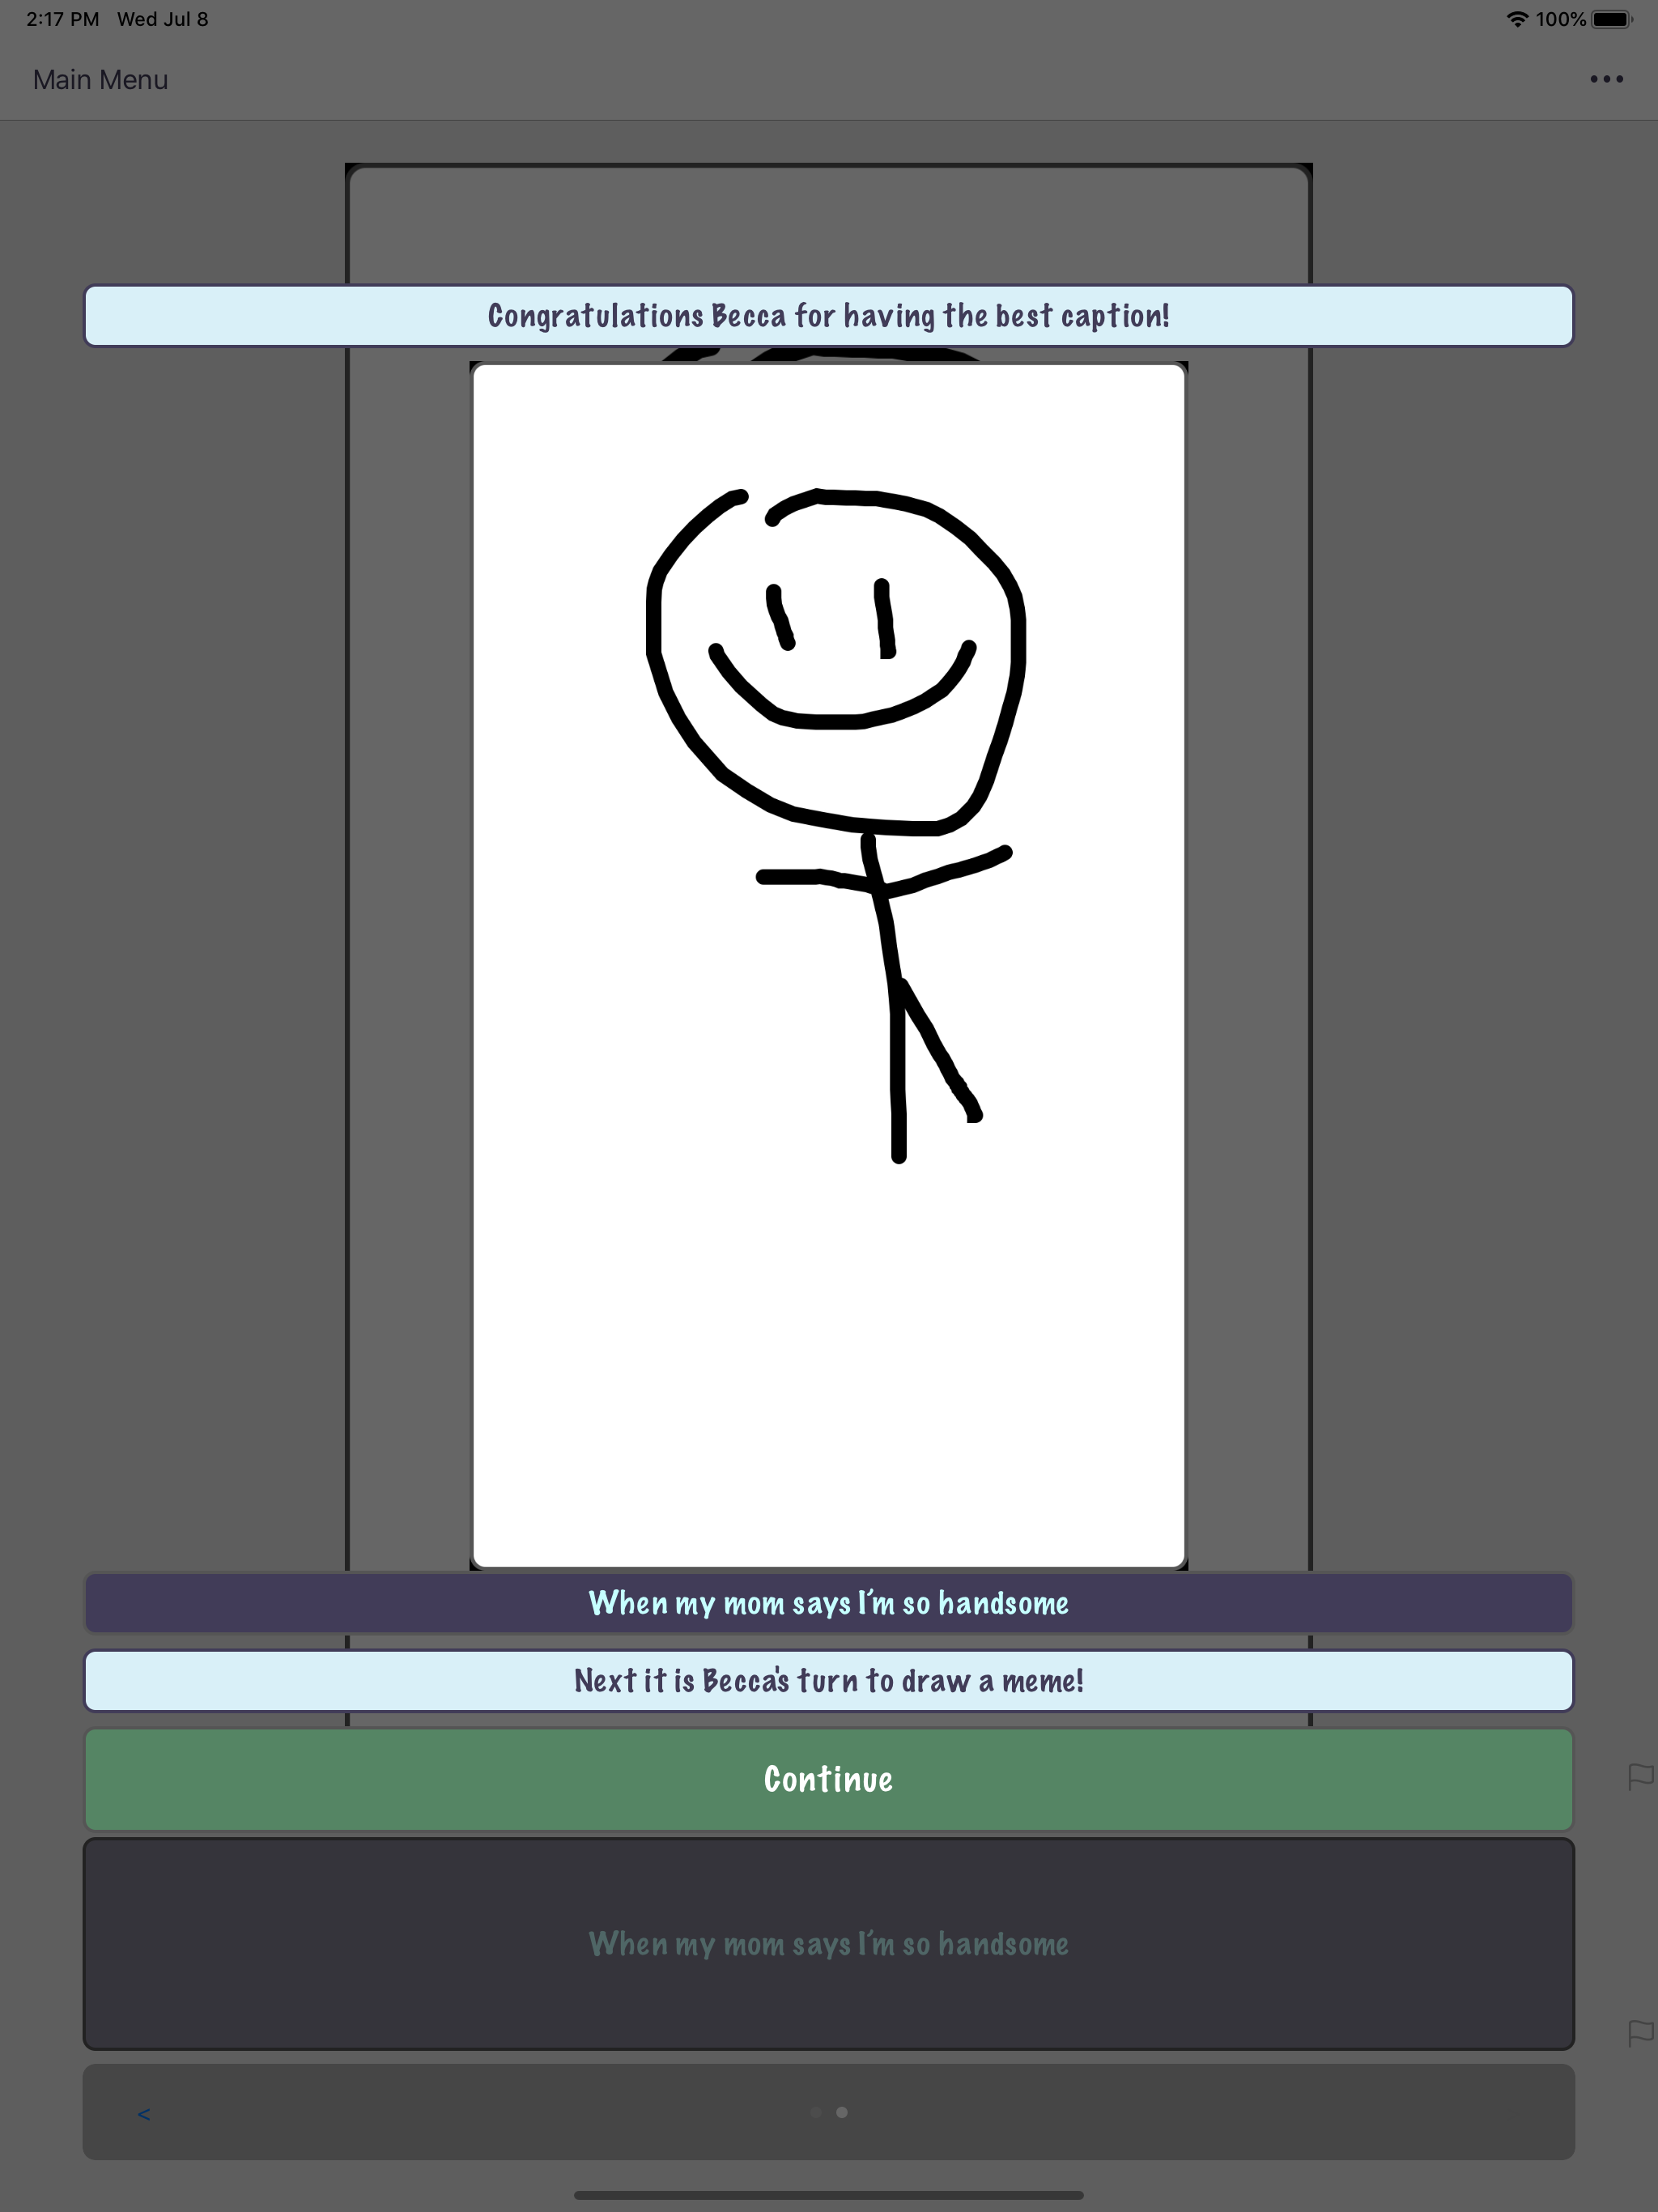 2:17 PM Wed Jul 8 100%
Main Menu
Congratulations Becca for having the best caption!
When my mom says I'm so handsome
Next it is Becca's turn to draw a meme!
Continue
When my mom says I'm so handsome
<